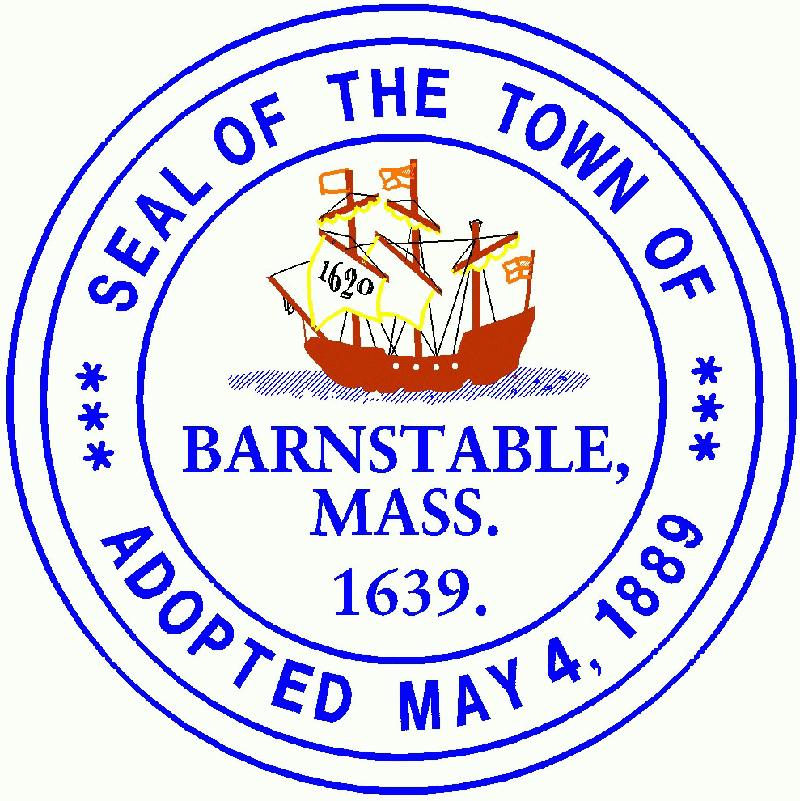 SEAL OF THE TOWN OF
1620
BARNSTABLE,
MASS.
1639.
*** ***
ADOPTED MAY 4, 1889